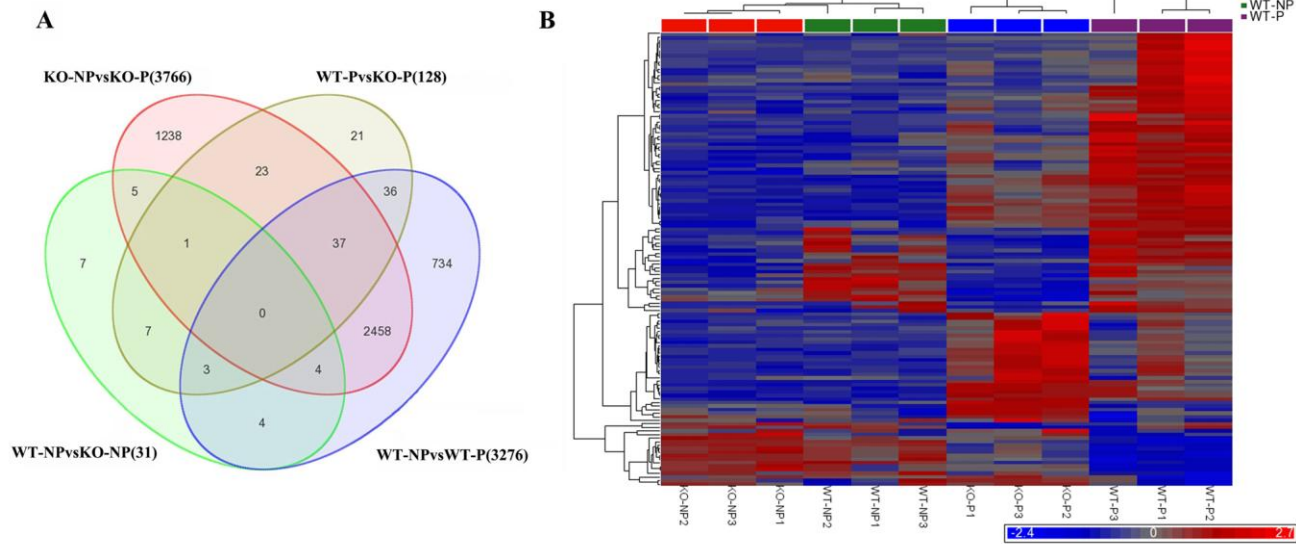 A
B
WT-NP
WT-P
KO-NPvsKO-P(3766)
WT-PvsKO-P(128)
1238
21
23
5
36
1
37
7
734
0
7
2458
3
4
4
WT-NPvsKO-NP(31)
WT-NPvsWT-P(3276)
KO-NP2
KO-NP3
KO-NP1
WT-NP2
WT-NP1
WT-NP3
KO-P1
KO-P3
KO-P2
WT-P3
WT-P1
WT-P2
-2.4 0 2.7